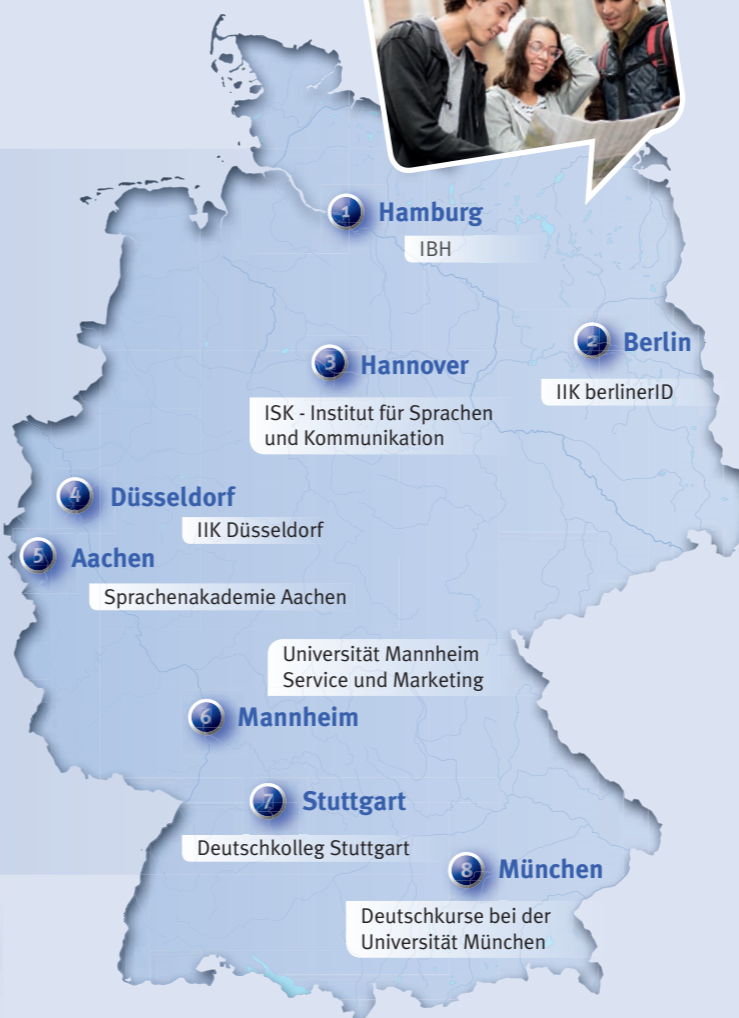 1 Hamburg
IBH
2 Berlin
IIK berlinerID
3 Hannover
ISK - Institut für Sprachen
und Kommunikation
4 Düsseldorf
IIK Düsseldorf
5 Aachen
Sprachenakademie Aachen
Universität Mannheim
Service und Marketing
6 Mannheim
7 Stuttgart
Deutschkolleg Stuttgart
8 München
Deutschkurse bei der
Universität München